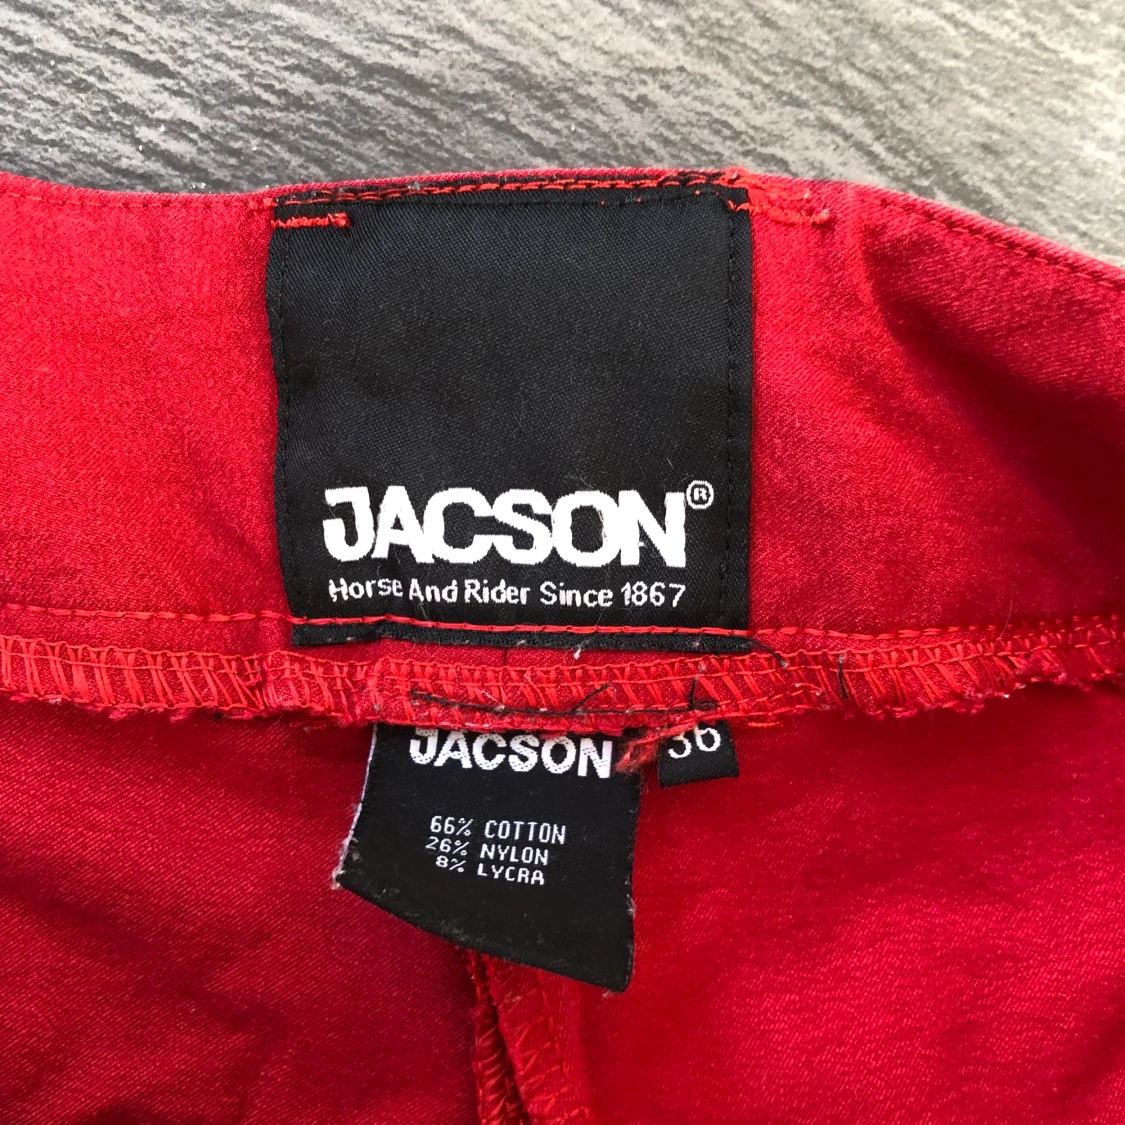 JACSON®
Horse And Rider Since 1867
JACSON
36
66% COTTON
26% NYLON
8% LYCRA